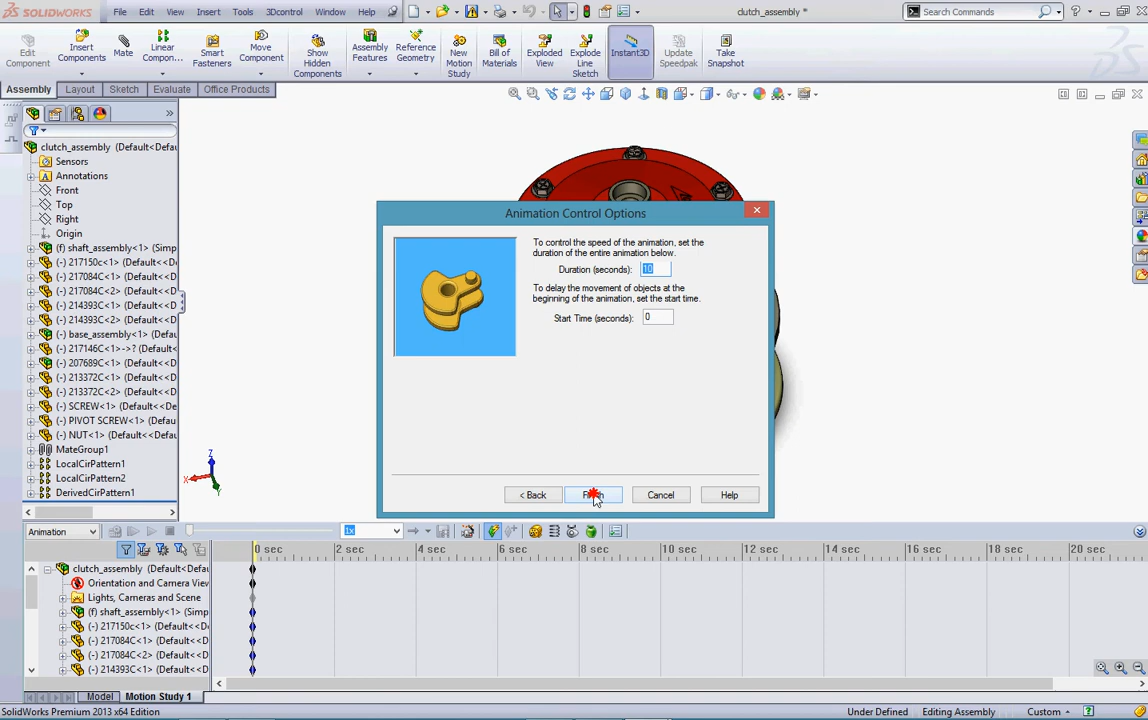 SOLIDWORKS File Edit View Insert Tools 3Dcontrol Window Help clutch_assembly * Search Commands
Edit Component
Insert Components
Mate
Linear Compon...
Smart Fasteners
Move Component
Show Hidden Components
Assembly Features
Reference Geometry
New Motion Study
Bill of Materials
Exploded View
Explode Line Sketch
Instant3D
Update Speedpak
Take Snapshot
Assembly Layout Sketch Evaluate Office Products
clutch_assembly (Default<Defau
Sensors
Annotations
Front
Top
Right
Origin
(f) shaft_assembly<1> (Simp
(-) 217150c<1> (Default<<D
(-) 217084C<1> (Default<<D
(-) 217084C<2> (Default<<D
(-) 214393C<1> (Default<<D
(-) 214393C<2> (Default<<D
(-) base_assembly<1> (Defau
(-) 217146C<1>->? (Default<
(-) 207689C<1> (Default<<D
(-) 213372C<1> (Default<<D
(-) 213372C<2> (Default<<D
(-) SCREW<1> (Default<<De
(-) PIVOT SCREW<1> (Defau
(-) NUT<1> (Default<<Defau
MateGroup1
LocalCirPattern1
LocalCirPattern2
DerivedCirPattern1
Animation Control Options
To control the speed of the animation, set the
duration of the entire animation below.
Duration (seconds): 10
To delay the movement of objects at the
beginning of the animation, set the start time.
Start Time (seconds): 0
< Back Cancel Help
X Z Y
Animation 1x
0 sec 2 sec 4 sec 6 sec 8 sec 10 sec 12 sec 14 sec 16 sec 18 sec 20 sec
clutch_assembly (Default<Defau
Orientation and Camera View
Lights, Cameras and Scene
(f) shaft_assembly<1> (Simp
(-) 217150c<1> (Default<<D
(-) 217084C<1> (Default<<D
(-) 217084C<2> (Default<<D
(-) 214393C<1> (Default<<D
Model Motion Study 1
SolidWorks Premium 2013 x64 Edition Under Defined Editing Assembly Custom